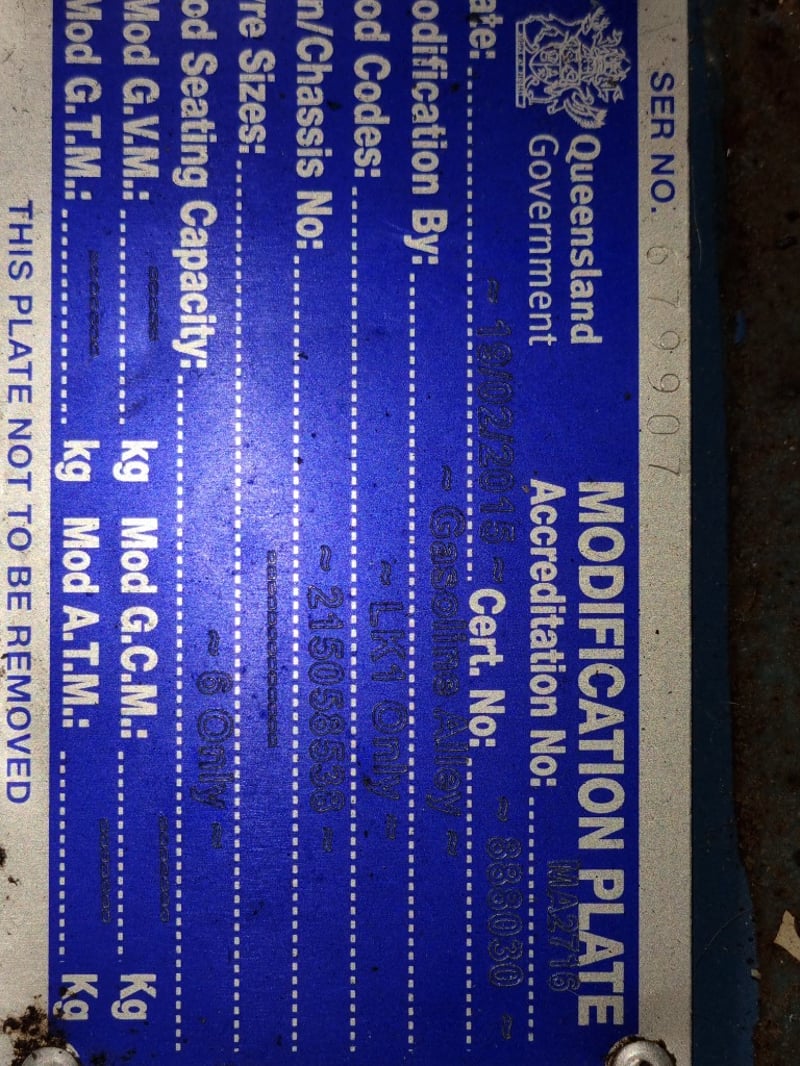 SER NO. 679907
Queensland
Government
MODIFICATION PLATE
Accreditation No: MA2716
ate: ~ 19/02/2015 ~ Cert. No: ~ 888030 ~
odification By: ~ Gasoline Alley ~
od Codes: ~ LK1 Only ~
n/Chassis No: ~ 215058538 ~
re Sizes: ----------
od Seating Capacity: ~ 6 Only ~
Mod G.V.M.: ---- kg Mod G.C.M.: ---- Kg
Mod G.T.M.: ---- kg Mod A.T.M.: ---- Kg
THIS PLATE NOT TO BE REMOVED